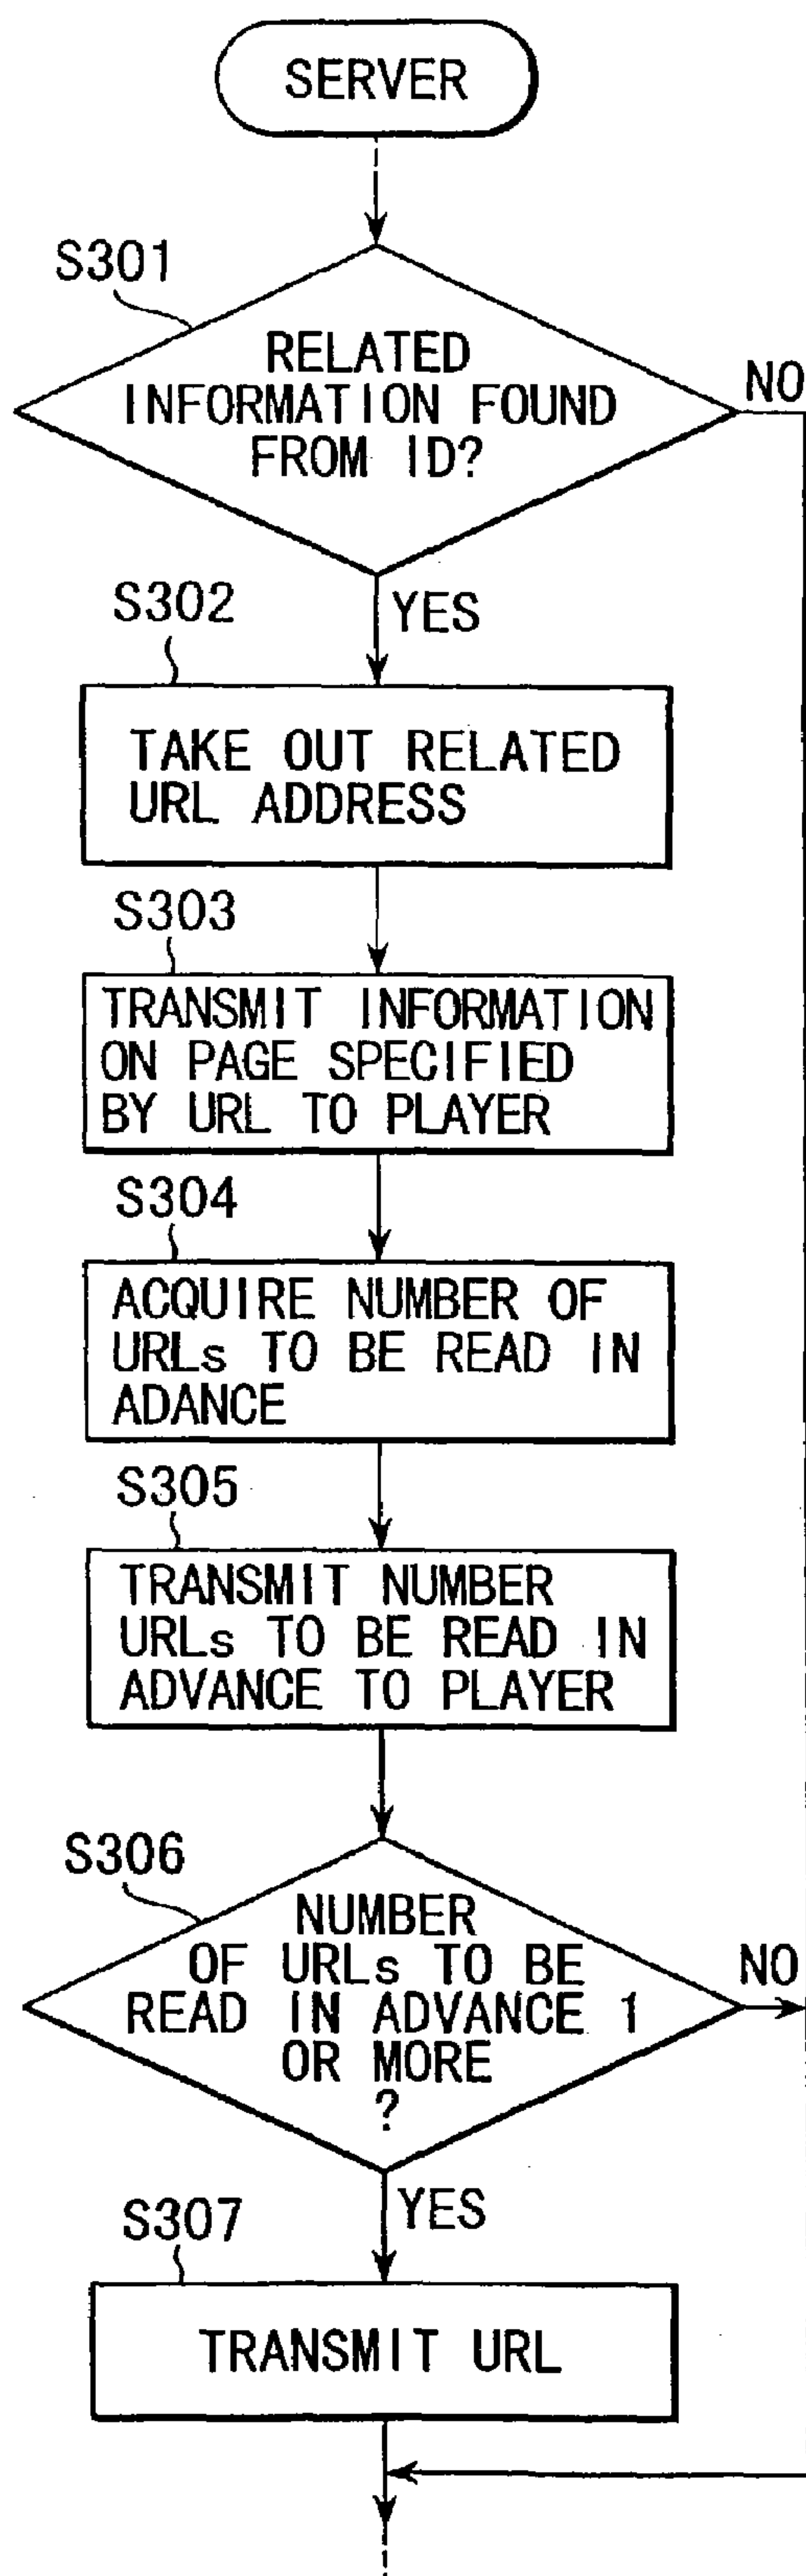 SERVER
S301
RELATED
INFORMATION FOUND
FROM ID?
NO
YES
S302
TAKE OUT RELATED
URL ADDRESS
S303
TRANSMIT INFORMATION
ON PAGE SPECIFIED
BY URL TO PLAYER
S304
ACQUIRE NUMBER OF
URLs TO BE READ IN
ADANCE
S305
TRANSMIT NUMBER
URLs TO BE READ IN
ADVANCE TO PLAYER
S306
NUMBER
OF URLs TO BE
READ IN ADVANCE 1
OR MORE
?
NO
YES
S307
TRANSMIT URL